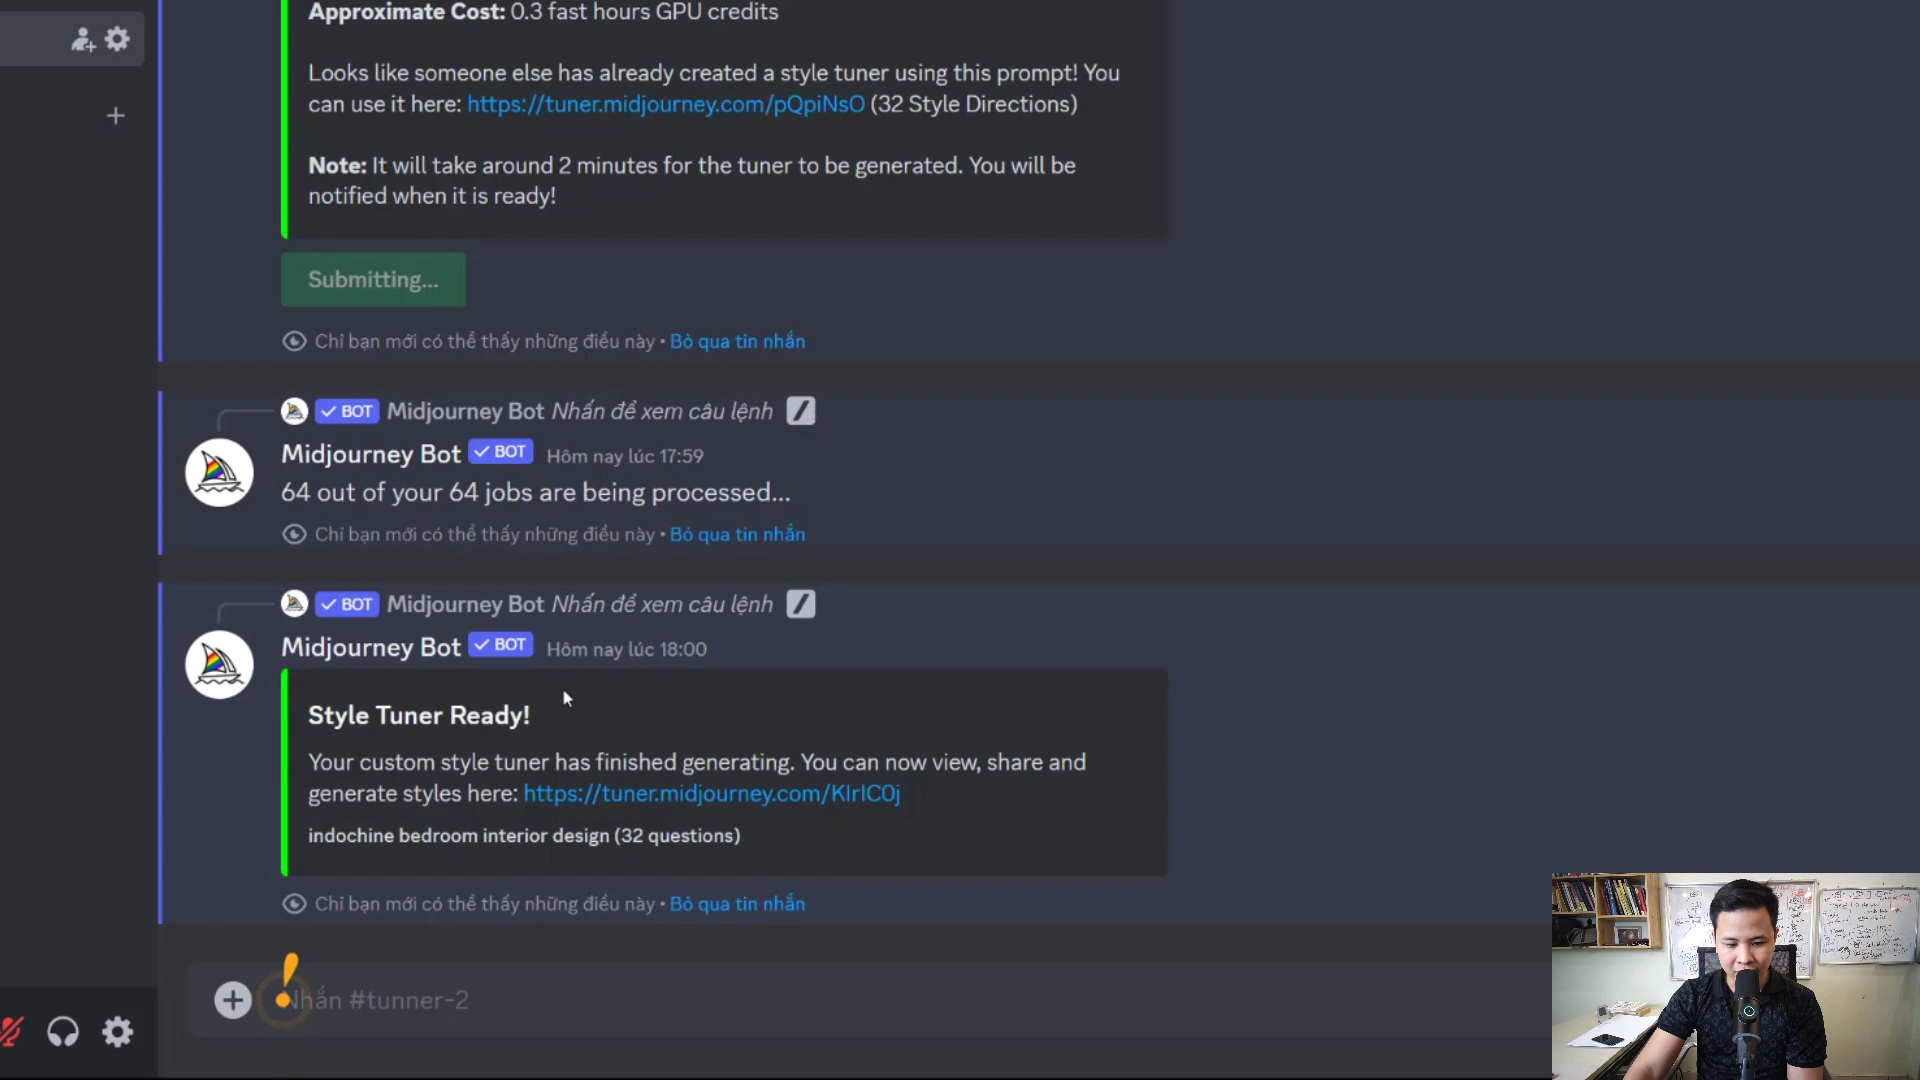 Approximate Cost: 0.3 fast hours GPU credits
Looks like someone else has already created a style tuner using this prompt! You
can use it here: https://tuner.midjourney.com/pQpiNsO (32 Style Directions)
Note: It will take around 2 minutes for the tuner to be generated. You will be
notified when it is ready!
Submitting...
Chỉ bạn mới có thể thấy những điều này • Bỏ qua tin nhắn
BOT Midjourney Bot Nhấn để xem câu lệnh
Midjourney Bot BOT Hôm nay lúc 17:59
64 out of your 64 jobs are being processed...
Chỉ bạn mới có thể thấy những điều này • Bỏ qua tin nhắn
BOT Midjourney Bot Nhấn để xem câu lệnh
Midjourney Bot BOT Hôm nay lúc 18:00
Style Tuner Ready!
Your custom style tuner has finished generating. You can now view, share and
generate styles here: https://tuner.midjourney.com/KIrIC0j
indochine bedroom interior design (32 questions)
Chỉ bạn mới có thể thấy những điều này • Bỏ qua tin nhắn
Nhắn #tunner-2